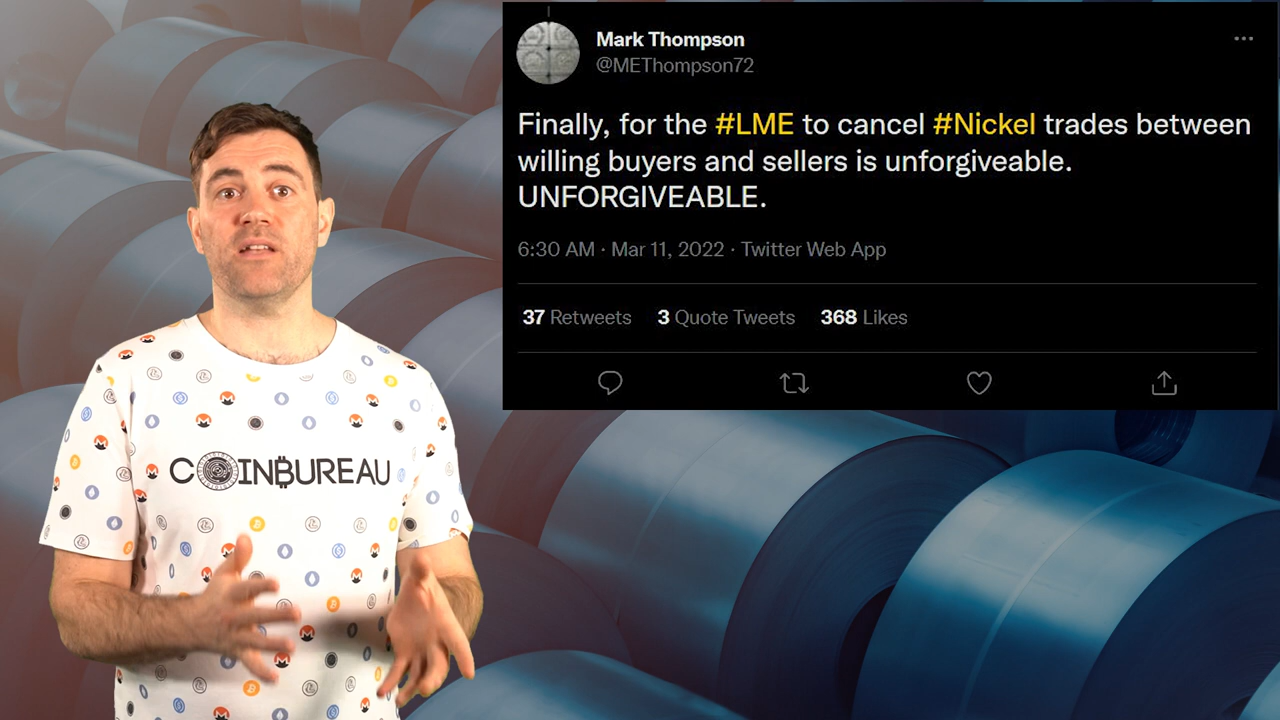 Mark Thompson
@METhompson72
Finally, for the #LME to cancel #Nickel trades between
willing buyers and sellers is unforgiveable.
UNFORGIVEABLE.
6:30 AM · Mar 11, 2022 · Twitter Web App
37 Retweets 3 Quote Tweets 368 Likes
COINBUREAU